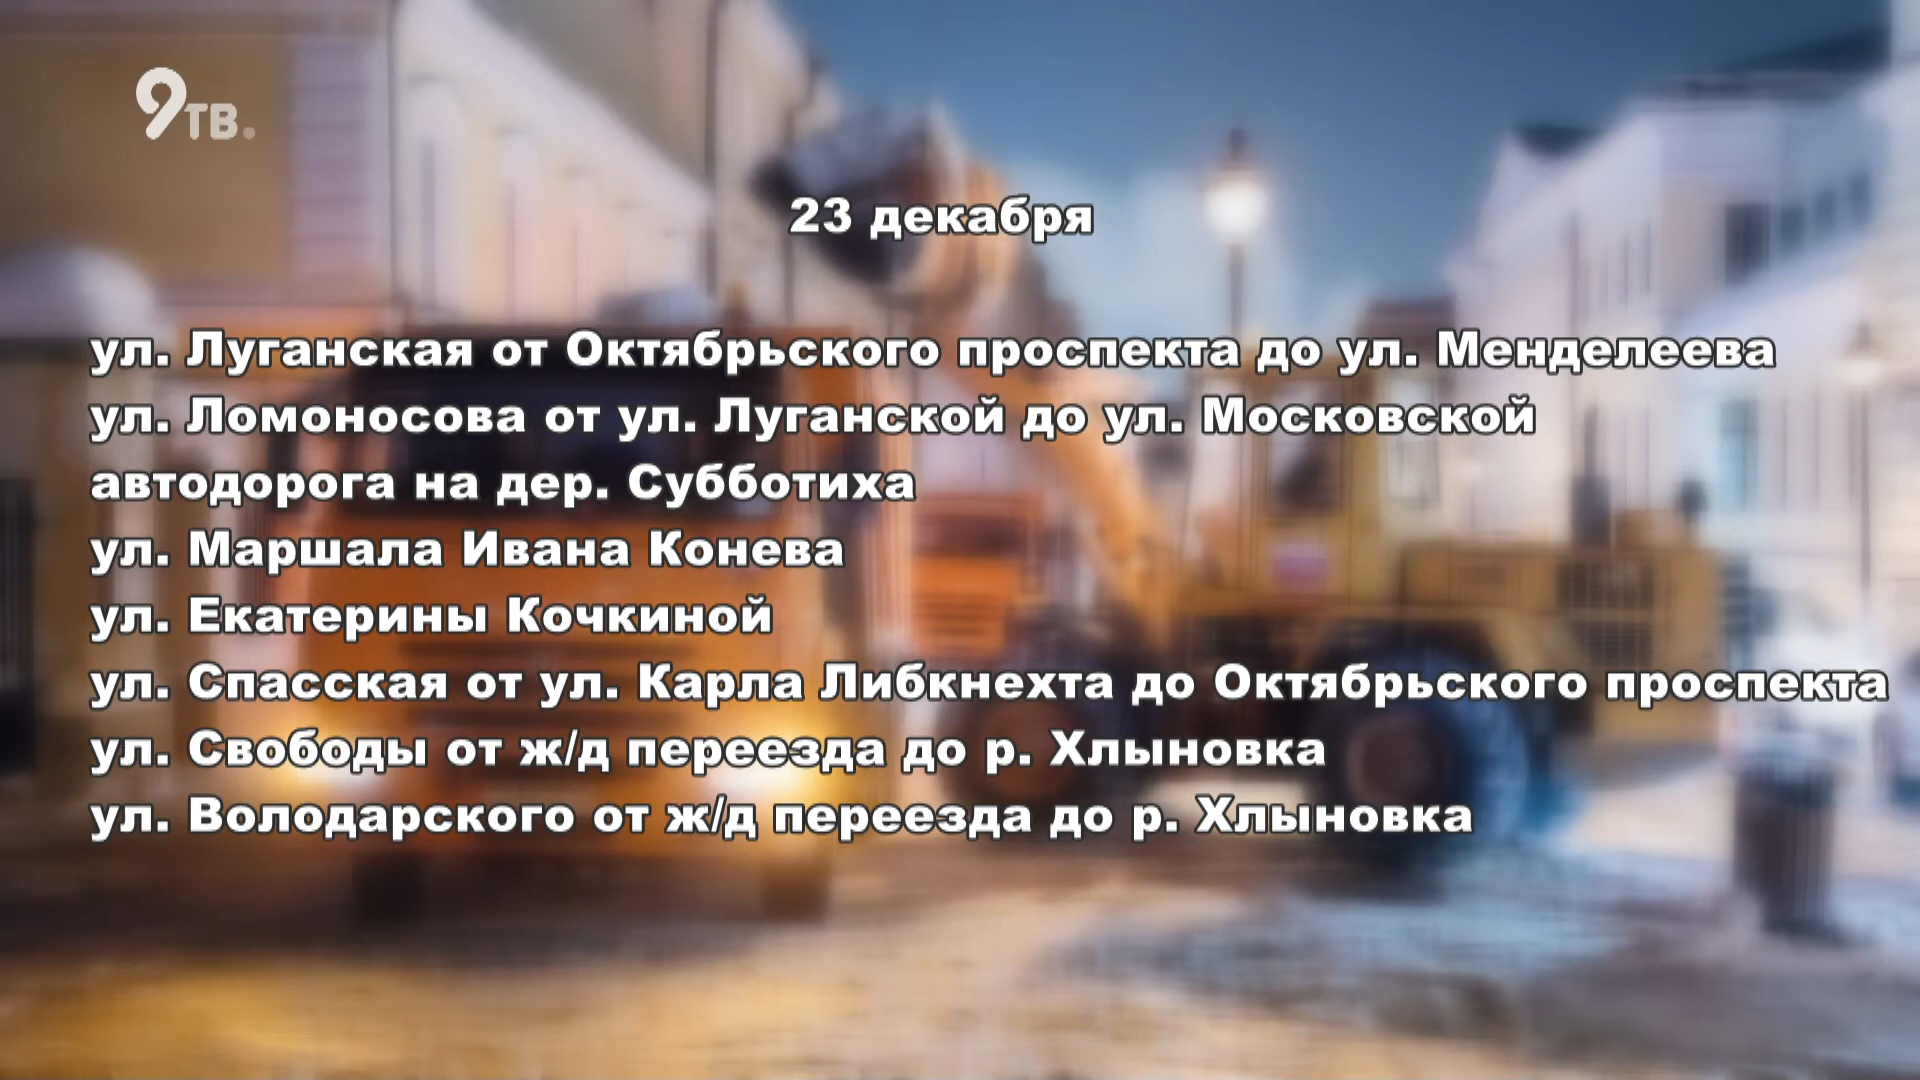 9ТВ.
23 декабря
ул. Луганская от Октябрьского проспекта до ул. Менделеева
ул. Ломоносова от ул. Луганской до ул. Московской
автодорога на дер. Субботиха
ул. Маршала Ивана Конева
ул. Екатерины Кочкиной
ул. Спасская от ул. Карла Либкнехта до Октябрьского проспекта
ул. Свободы от ж/д переезда до р. Хлыновка
ул. Володарского от ж/д переезда до р. Хлыновка